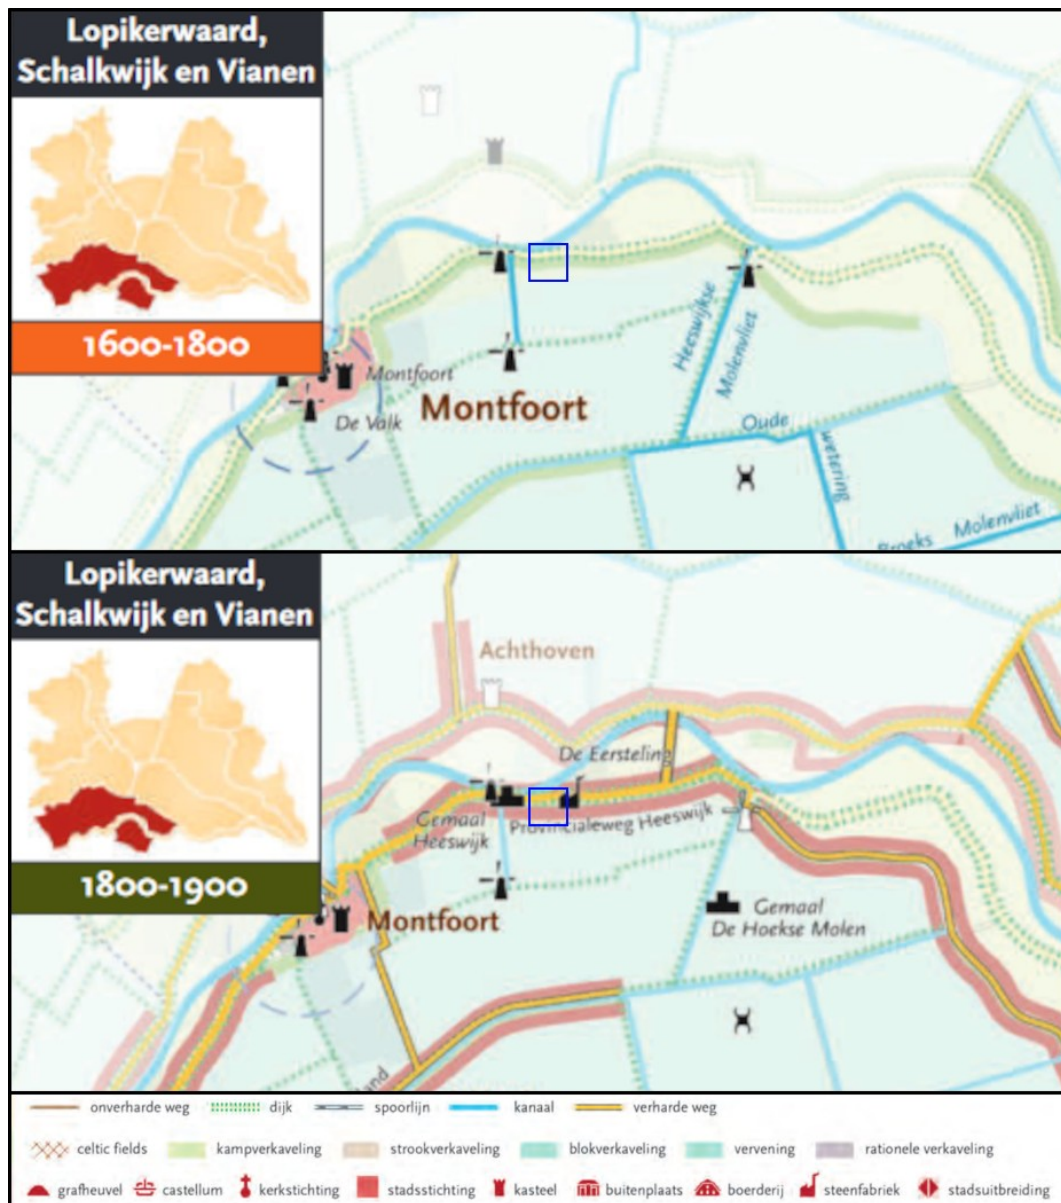 Lopikerwaard,
Schalkwijk en Vianen
1600-1800
Montfoort
De Valk
Montfoort
Heeswijkse
Molenvliet
Oude
wetering
Broeks Molenvliet
Lopikerwaard,
Schalkwijk en Vianen
1800-1900
Achthoven
De Eersteling
Gemaal
Heeswijk
Provincialeweg Heeswijk
Montfoort
Gemaal
De Hoekse Molen
land
onverharde weg dijk spoorlijn kanaal verharde weg
celtic fields kampverkaveling strookverkaveling blokverkaveling vervening rationele verkaveling
grafheuvel castellum kerkstichting stadsstichting kasteel buitenplaats boerderij steenfabriek stadsuitbreiding